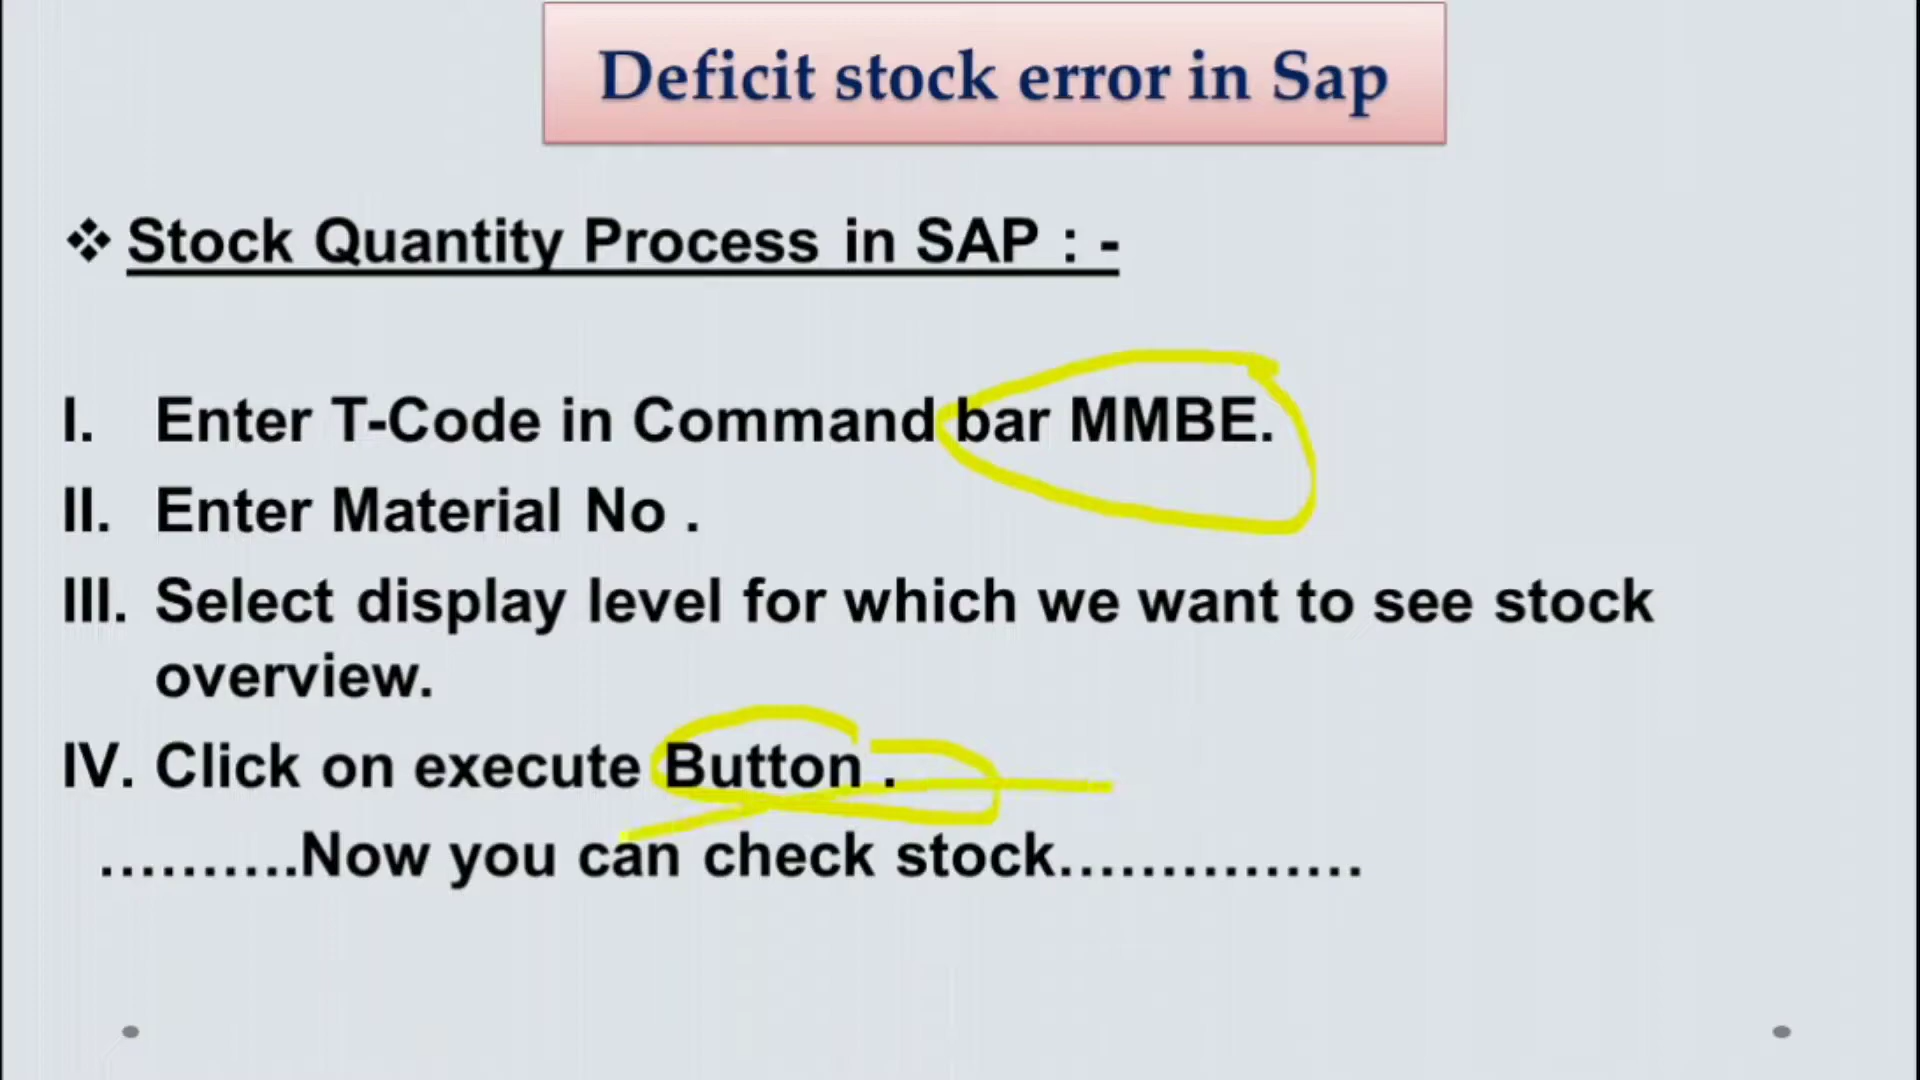 Deficit stock error in Sap
❖ Stock Quantity Process in SAP : -
I. Enter T-Code in Command bar MMBE.
II. Enter Material No .
III. Select display level for which we want to see stock
overview.
IV. Click on execute Button .
..........Now you can check stock...............